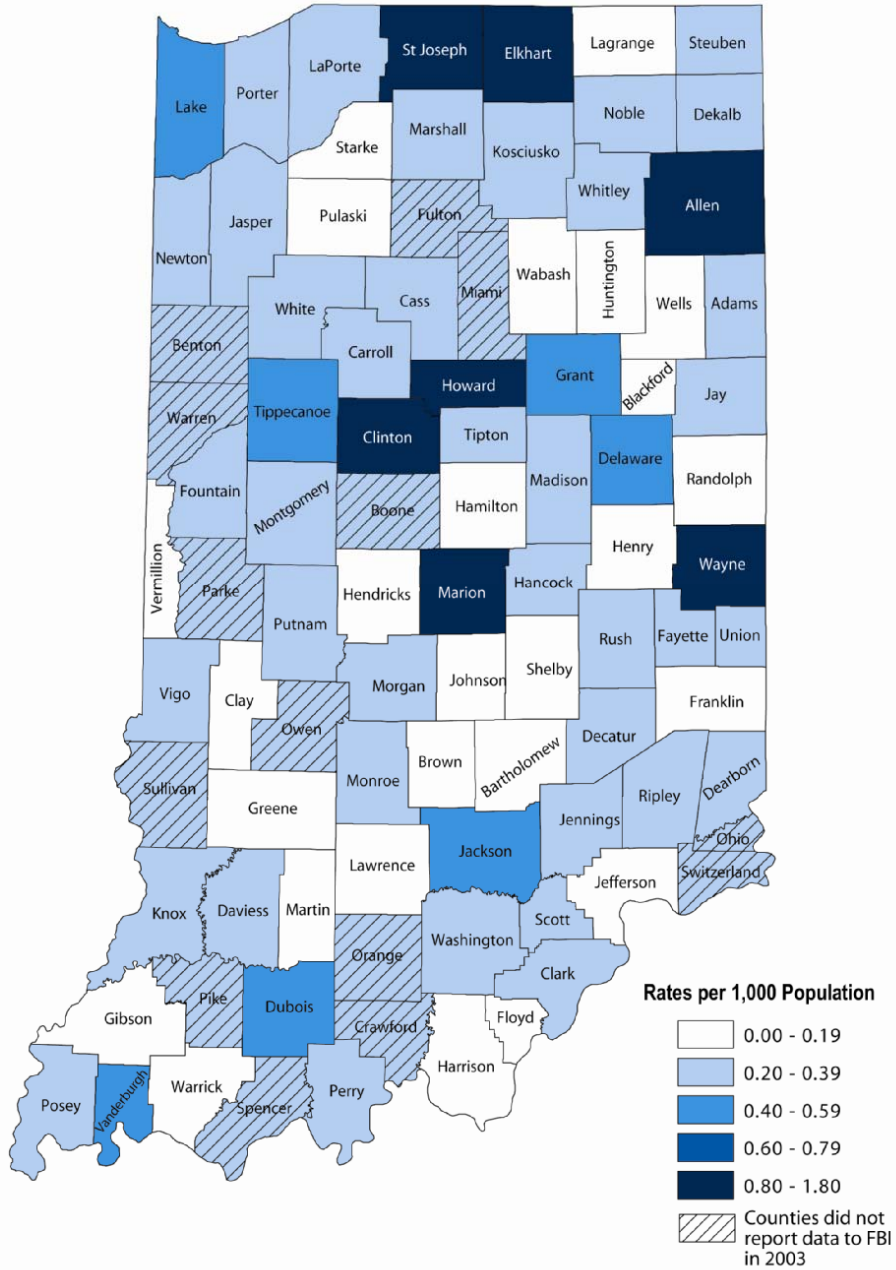 St Joseph
Elkhart
Lagrange
Steuben
LaPorte
Porter
Lake
Noble
Dekalb
Marshall
Starke
Kosciusko
Whitley
Allen
Pulaski
Fulton
Jasper
Newton
Miami
Wabash
Huntington
Wells
Adams
White
Cass
Benton
Carroll
Howard
Grant
Blackford
Jay
Warren
Tippecanoe
Clinton
Tipton
Delaware
Madison
Randolph
Fountain
Montgomery
Boone
Hamilton
Henry
Wayne
Vermillion
Parke
Hendricks
Marion
Hancock
Putnam
Rush
Fayette
Union
Vigo
Clay
Morgan
Johnson
Shelby
Franklin
Owen
Decatur
Sullivan
Monroe
Brown
Bartholomew
Dearborn
Greene
Ripley
Jennings
Ohio
Lawrence
Jackson
Switzerland
Jefferson
Knox
Daviess
Martin
Scott
Orange
Washington
Clark
Pike
Dubois
Gibson
Crawford
Floyd
Harrison
Posey
Vanderburgh
Warrick
Spencer
Perry
Rates per 1,000 Population
0.00 - 0.19
0.20 - 0.39
0.40 - 0.59
0.60 - 0.79
0.80 - 1.80
Counties did not
report data to FBI
in 2003